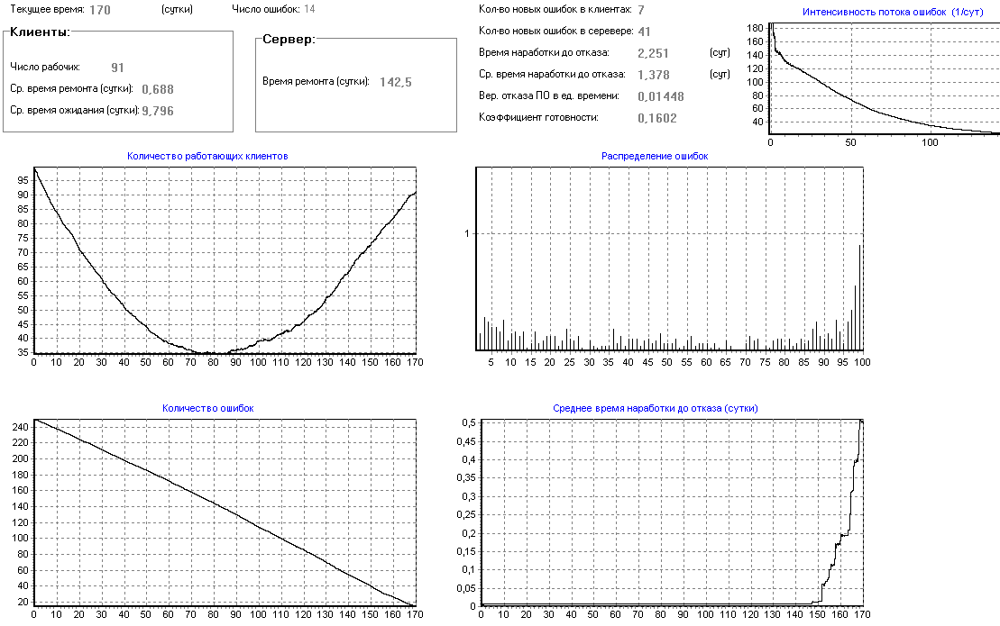 Текущее время: 170 (сутки) Число ошибок: 14
Клиенты:
Число рабочих: 91
Ср. время ремонта (сутки): 0,688
Ср. время ожидания (сутки): 9,796
Сервер:
Время ремонта (сутки): 142,5
Кол-во новых ошибок в клиентах: 7
Кол-во новых ошибок в серевере: 41
Время наработки до отказа: 2,251 (сут)
Ср. время наработки до отказа: 1,378 (сут)
Вер. отказа ПО в ед. времени: 0,01448
Коэффициент готовности: 0,1602
Интенсивность потока ошибок (1/сут)
180
160
140
120
100
80
60
40
0 50 100
Количество работающих клиентов
95
90
85
80
75
70
65
60
55
50
45
40
35
0 10 20 30 40 50 60 70 80 90 100 110 120 130 140 150 160 170
Распределение ошибок
1
5 10 15 20 25 30 35 40 45 50 55 60 65 70 75 80 85 90 95 100
Количество ошибок
240
220
200
180
160
140
120
100
80
60
40
20
0 10 20 30 40 50 60 70 80 90 100 110 120 130 140 150 160 170
Среднее время наработки до отказа (сутки)
0,5
0,45
0,4
0,35
0,3
0,25
0,2
0,15
0,1
0,05
0
0 10 20 30 40 50 60 70 80 90 100 110 120 130 140 150 160 170